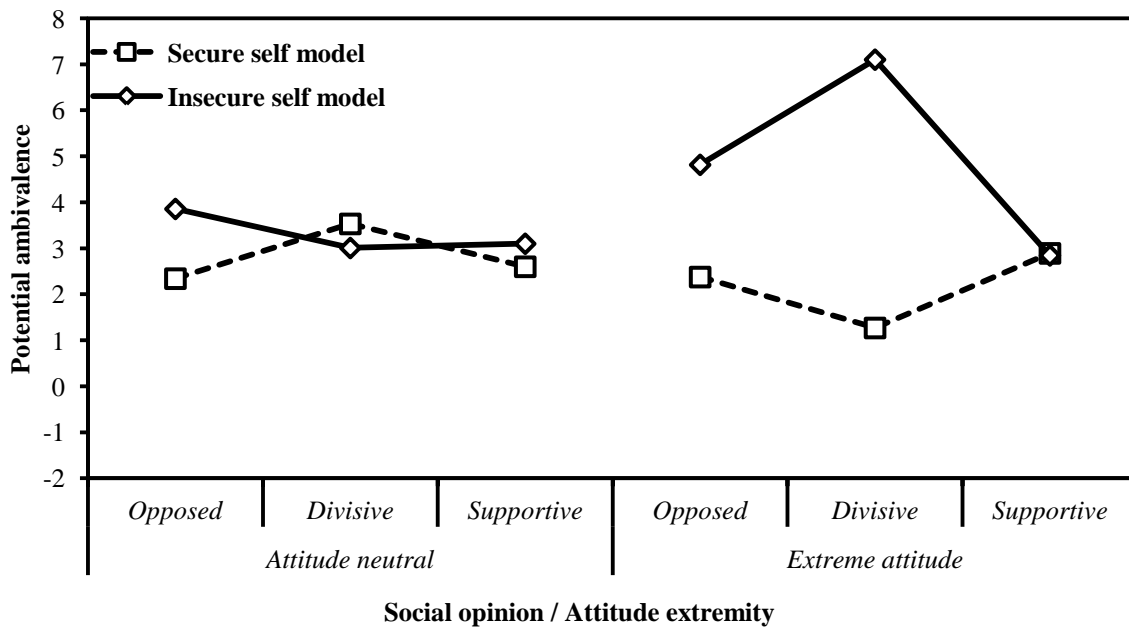 8
7
6
5
4
3
2
1
0
-1
-2
Potential ambivalence
Secure self model
Insecure self model
Opposed Divisive Supportive Opposed Divisive Supportive
Attitude neutral Extreme attitude
Social opinion / Attitude extremity